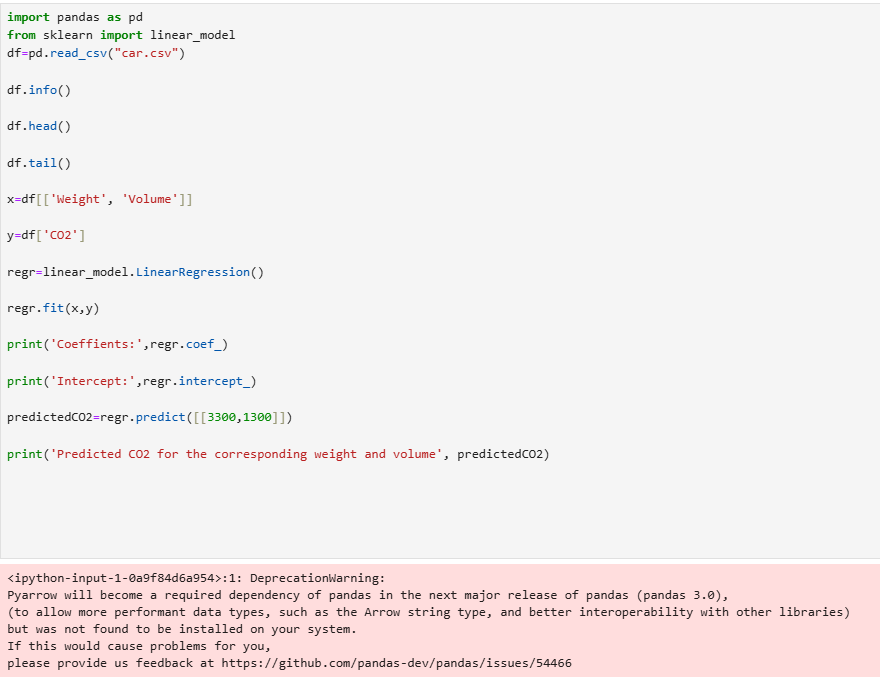 import pandas as pd
from sklearn import linear_model
df=pd.read_csv("car.csv")
df.info()
df.head()
df.tail()
x=df[['Weight', 'Volume']]
y=df['CO2']
regr=linear_model.LinearRegression()
regr.fit(x,y)
print('Coeffients:',regr.coef_)
print('Intercept:',regr.intercept_)
predictedCO2=regr.predict([[3300,1300]])
print('Predicted CO2 for the corresponding weight and volume', predictedCO2)
<ipython-input-1-0a9f84d6a954>:1: DeprecationWarning:
Pyarrow will become a required dependency of pandas in the next major release of pandas (pandas 3.0),
(to allow more performant data types, such as the Arrow string type, and better interoperability with other libraries)
but was not found to be installed on your system.
If this would cause problems for you,
please provide us feedback at https://github.com/pandas-dev/pandas/issues/54466